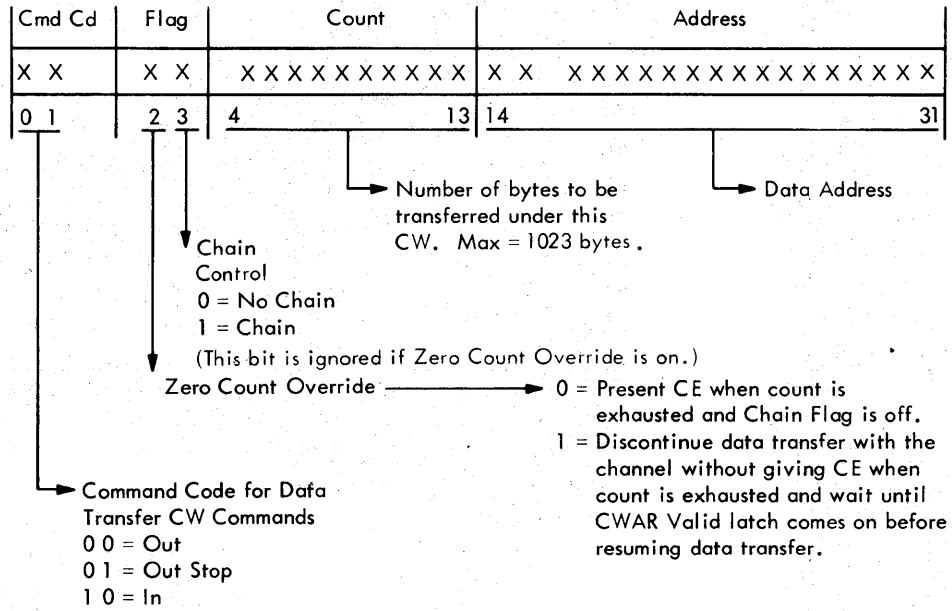 Cmd Cd Flag Count Address
X X X X X X X X X X X X X X X X X X X X X X X X X X X X X X X X
0 1 2 3 4 13 14 31
Number of bytes to be
transferred under this
CW. Max = 1023 bytes.
Data Address
Chain
Control
0 = No Chain
1 = Chain
(This bit is ignored if Zero Count Override is on.)
Zero Count Override
0 = Present CE when count is
exhausted and Chain Flag is off.
1 = Discontinue data transfer with the
channel without giving CE when
count is exhausted and wait until
CWAR Valid latch comes on before
resuming data transfer.
Command Code for Data
Transfer CW Commands
0 0 = Out
0 1 = Out Stop
1 0 = In